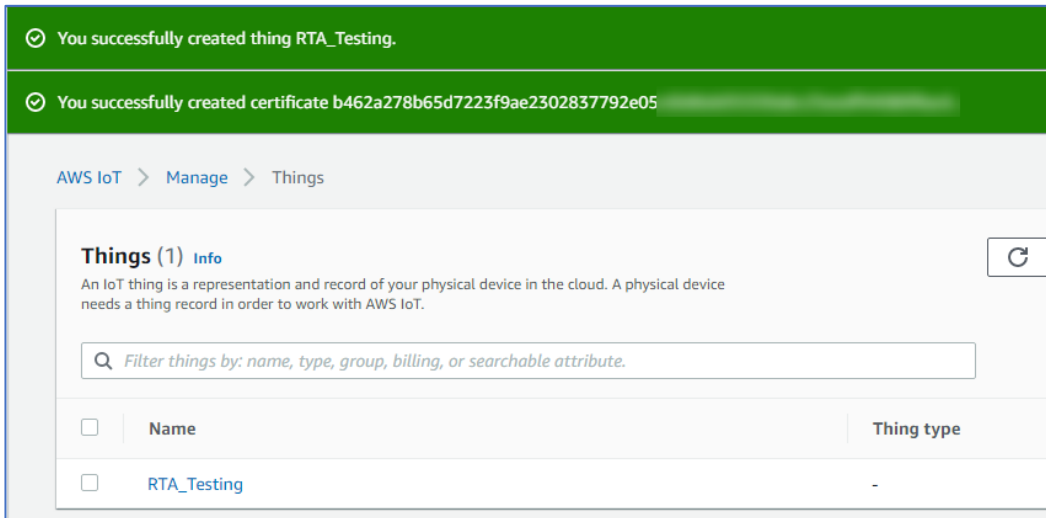 You successfully created thing RTA_Testing.
You successfully created certificate b462a278b65d7223f9ae2302837792e05
AWS IoT > Manage > Things
Things (1) Info
An IoT thing is a representation and record of your physical device in the cloud. A physical device
needs a thing record in order to work with AWS IoT.
Filter things by: name, type, group, billing, or searchable attribute.
Name Thing type
RTA_Testing -